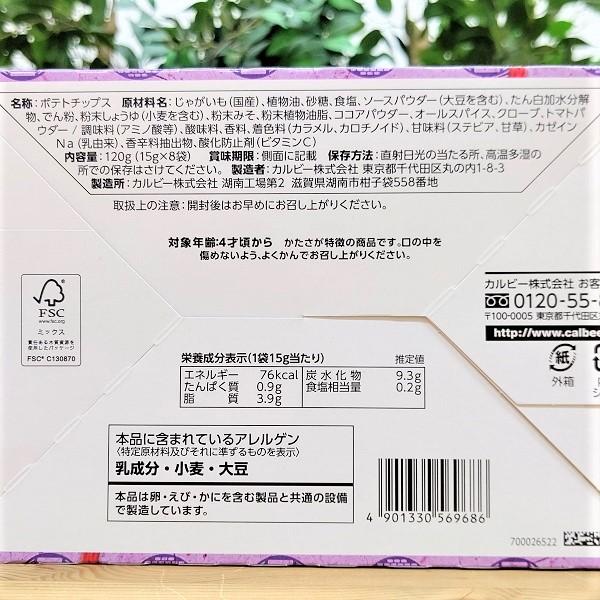 名称:ポテトチップス 原材料名:じゃがいも(国産)、植物油、砂糖、食塩、ソースパウダー(大豆を含む)、たん白加水分解
物、でん粉、粉末しょうゆ(小麦を含む)、粉末みそ、粉末植物油脂、ココアパウダー、オールスパイス、クローブ、トマトパ
ウダー / 調味料(アミノ酸等)、酸味料、香料、着色料(カラメル、カロチノイド)、甘味料(ステビア、甘草)、カゼイン
Na(乳由来)、香辛料抽出物、酸化防止剤(ビタミンC)
内容量:120g(15g×8袋) 賞味期限:側面に記載 保存方法:直射日光の当たる所、高温多湿の
所での保存はさけてください。 製造者:カルビー株式会社 東京都千代田区丸の内1-8-3
製造所:カルビー株式会社 湖南工場第2 滋賀県湖南市柑子袋558番地
取扱上の注意:開封後はお早めにお召し上がりください。
対象年齢:4才頃から かたさが特徴の商品です。口の中を
傷めないよう、よくかんでお召し上がりください。
FSC
www.fsc.org
ミックス
責任ある木質資源を
使用したパッケージ
FSC® C130870
カルビー株式会社 お客
0120-55-
〒100-0005 東京都千代田区
http://www.calbee
紙
外箱
栄養成分表示(1袋15g当たり) 推定値
エネルギー 76kcal 炭水化物 9.3g
たんぱく質 0.9g 食塩相当量 0.2g
脂質 3.9g
本品に含まれているアレルゲン
〈特定原材料及びそれに準ずるものを表示〉
乳成分・小麦・大豆
本品は卵・えび・かにを含む製品と共通の設備
で製造しています。
4 901330 569686
700026522